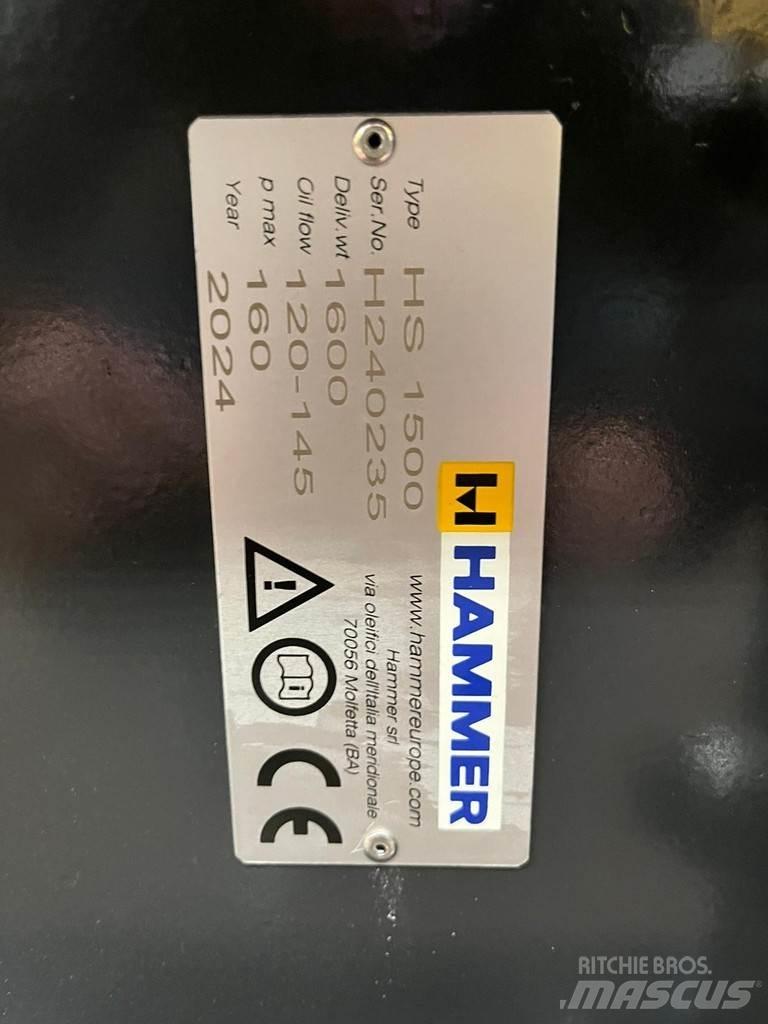 HAMMER
Type HS 1500
Ser.No. H240235
Deliv.wt 1600
Oil flow 120-145
p max 160
Year 2024
www.hammereurope.com
Hammer srl
via oleifici dell'Italia meridionale
70056 Molfetta (BA)
CE
RITCHIE BROS.
MASCUS